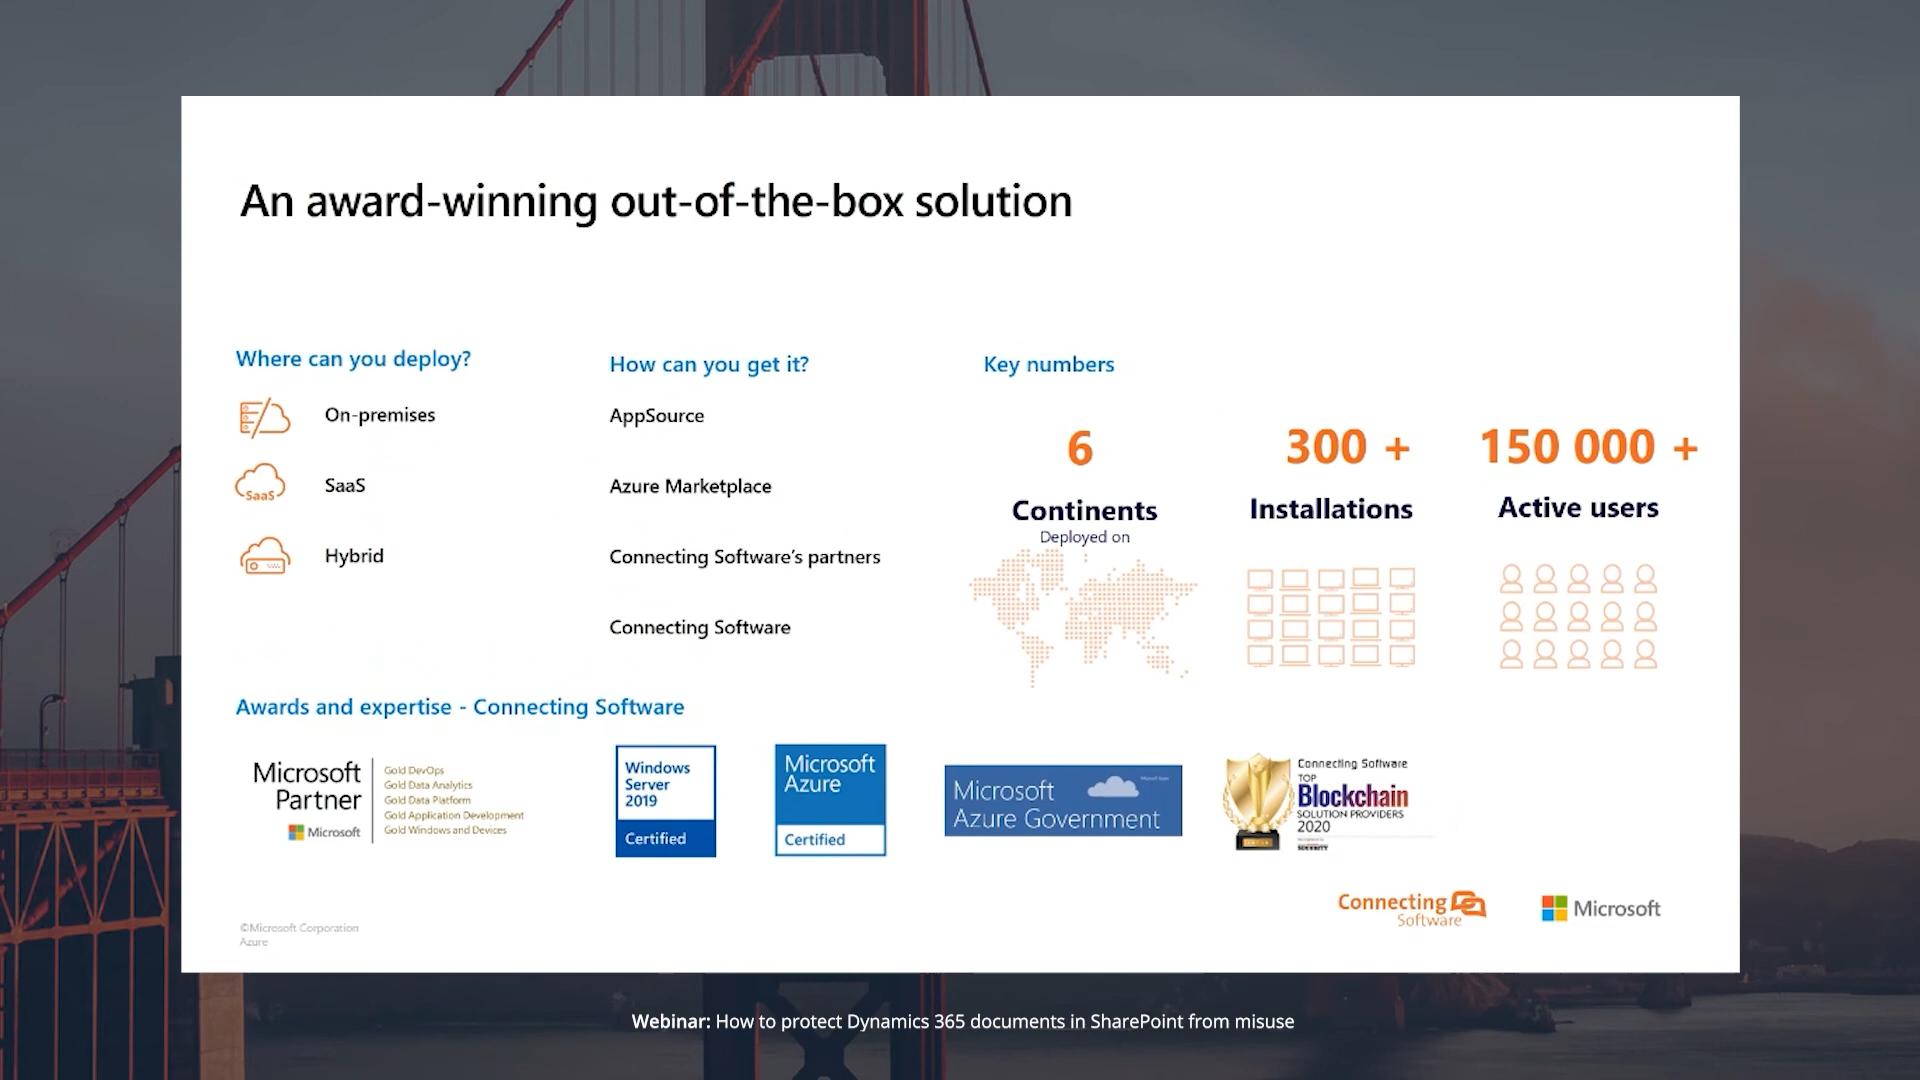 An award-winning out-of-the-box solution
Where can you deploy?
On-premises
SaaS
SaaS
Hybrid
How can you get it?
AppSource
Azure Marketplace
Connecting Software's partners
Connecting Software
Key numbers
6
Continents
Deployed on
300 +
Installations
150 000 +
Active users
Awards and expertise - Connecting Software
Microsoft
Partner
Microsoft
Gold DevOps
Gold Data Analytics
Gold Data Platform
Gold Application Development
Gold Windows and Devices
Windows
Server
2019
Certified
Microsoft
Azure
Certified
Microsoft
Azure Government
Connecting Software
TOP
Blockchain
SOLUTION PROVIDERS
2020
SECURITY
Connecting
Software
Microsoft
©Microsoft Corporation
Azure
Webinar: How to protect Dynamics 365 documents in SharePoint from misuse